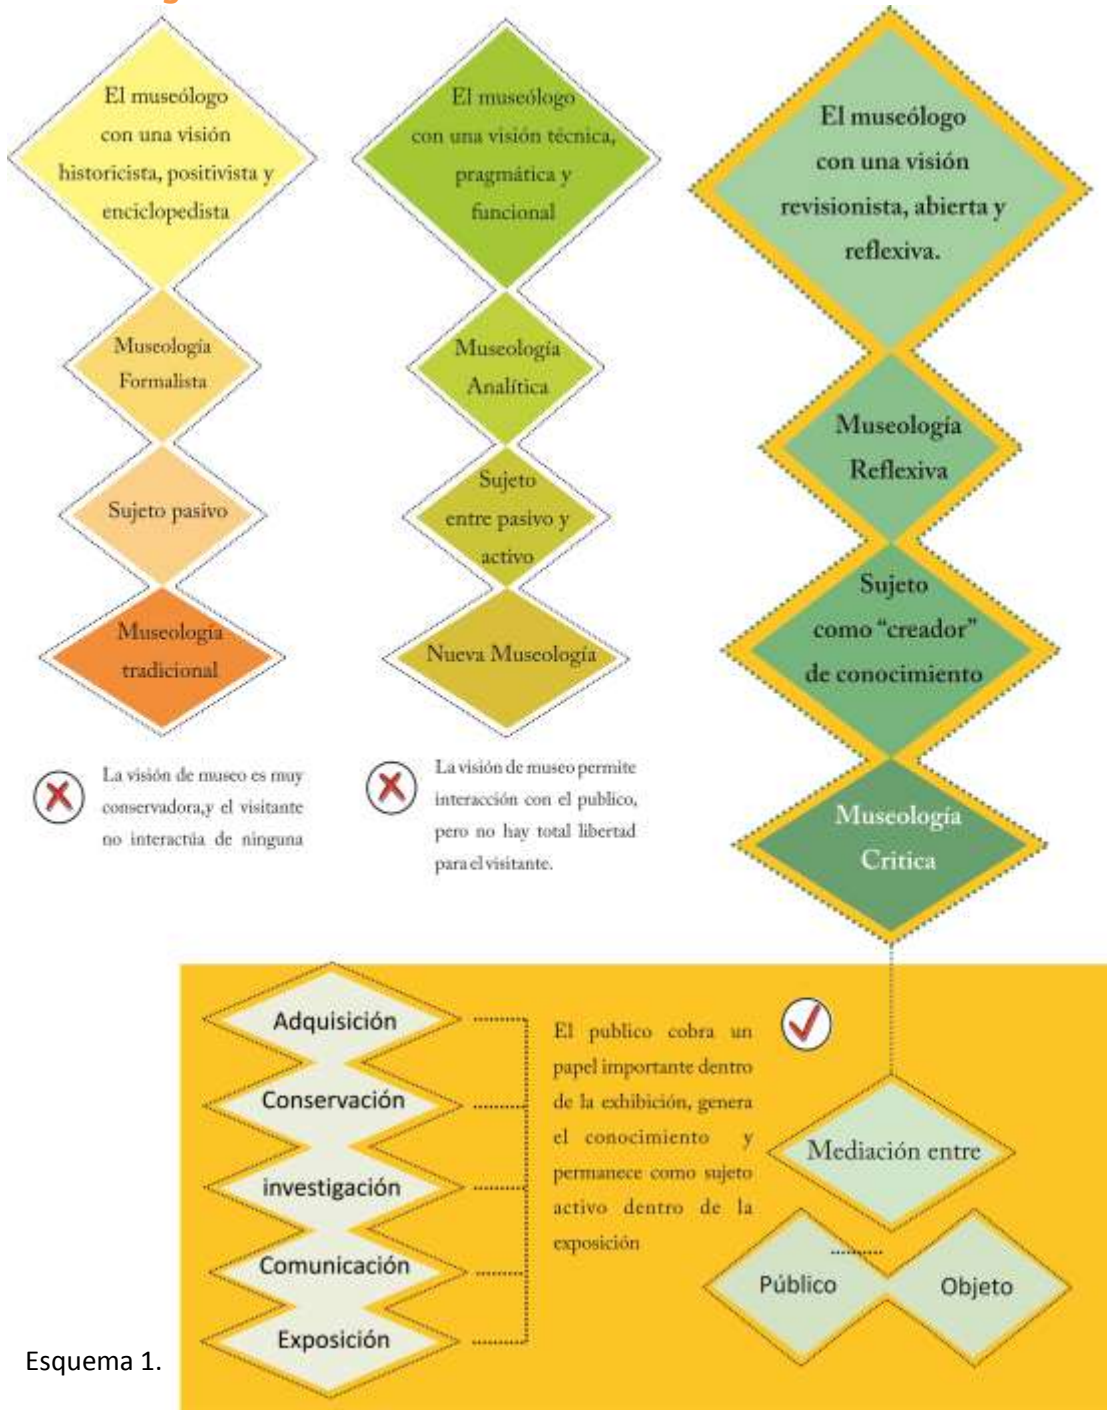 El museólogo
con una visión
historicista, positivista y
enciclopedista
Museología
Formalista
Sujeto pasivo
Museología
tradicional
La visión de museo es muy
conservadora,y el visitante
no interactúa de ninguna
El museólogo
con una visión técnica,
pragmática y
funcional
Museología
Analítica
Sujeto
entre pasivo y
activo
Nueva Museología
La visión de museo permite
interacción con el publico,
pero no hay total libertad
para el visitante.
El museólogo
con una visión
revisionista, abierta y
reflexiva.
Museología
Reflexiva
Sujeto
como “creador”
de conocimiento
Museología
Critica
Adquisición
Conservación
investigación
Comunicación
Exposición
El publico cobra un
papel importante dentro
de la exhibición, genera
el conocimiento y
permanece como sujeto
activo dentro de la
exposición
Mediación entre
Público
Objeto
Esquema 1.